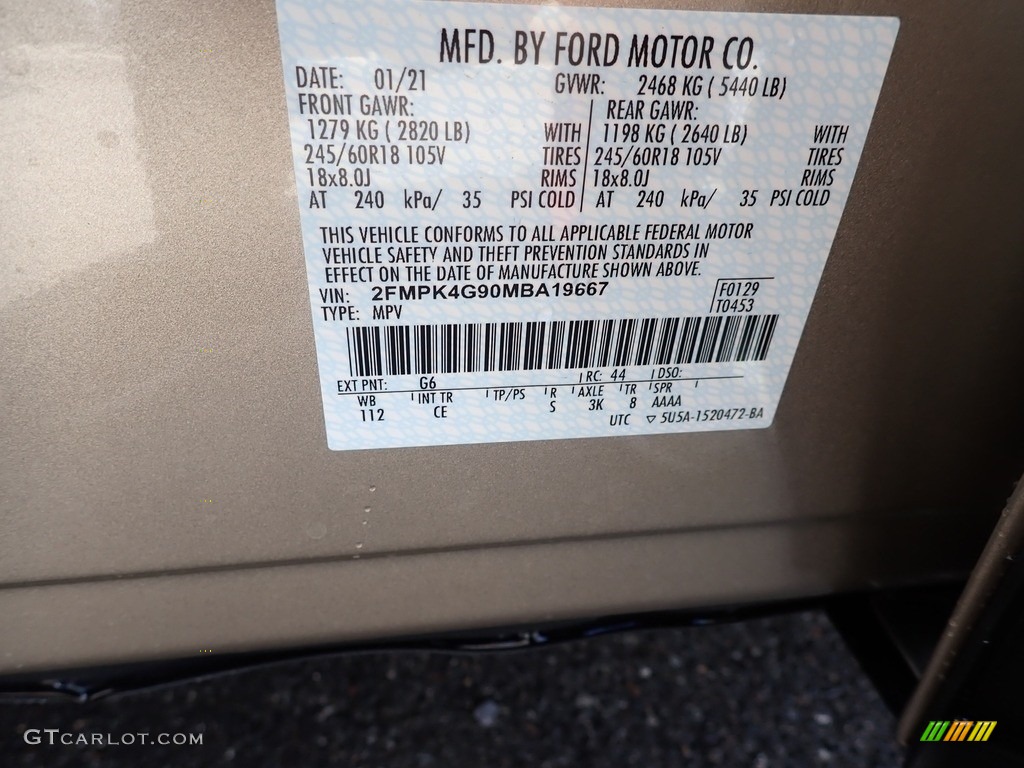 MFD. BY FORD MOTOR CO.
DATE: 01/21 GVWR: 2468 KG ( 5440 LB)
FRONT GAWR: REAR GAWR:
1279 KG ( 2820 LB) WITH 1198 KG ( 2640 LB) WITH
245/60R18 105V TIRES 245/60R18 105V TIRES
18x8.0J RIMS 18x8.0J RIMS
AT 240 kPa/ 35 PSI COLD AT 240 kPa/ 35 PSI COLD
THIS VEHICLE CONFORMS TO ALL APPLICABLE FEDERAL MOTOR
VEHICLE SAFETY AND THEFT PREVENTION STANDARDS IN
EFFECT ON THE DATE OF MANUFACTURE SHOWN ABOVE.
VIN: 2FMPK4G90MBA19667 F0129
TYPE: MPV T0453
EXT PNT: G6 RC: 44 DSO:
WB INT TR TP/PS R AXLE TR SPR
112 CE S 3K 8 AAAA
UTC ▽ 5U5A-1520472-BA
GTCARLOT.COM